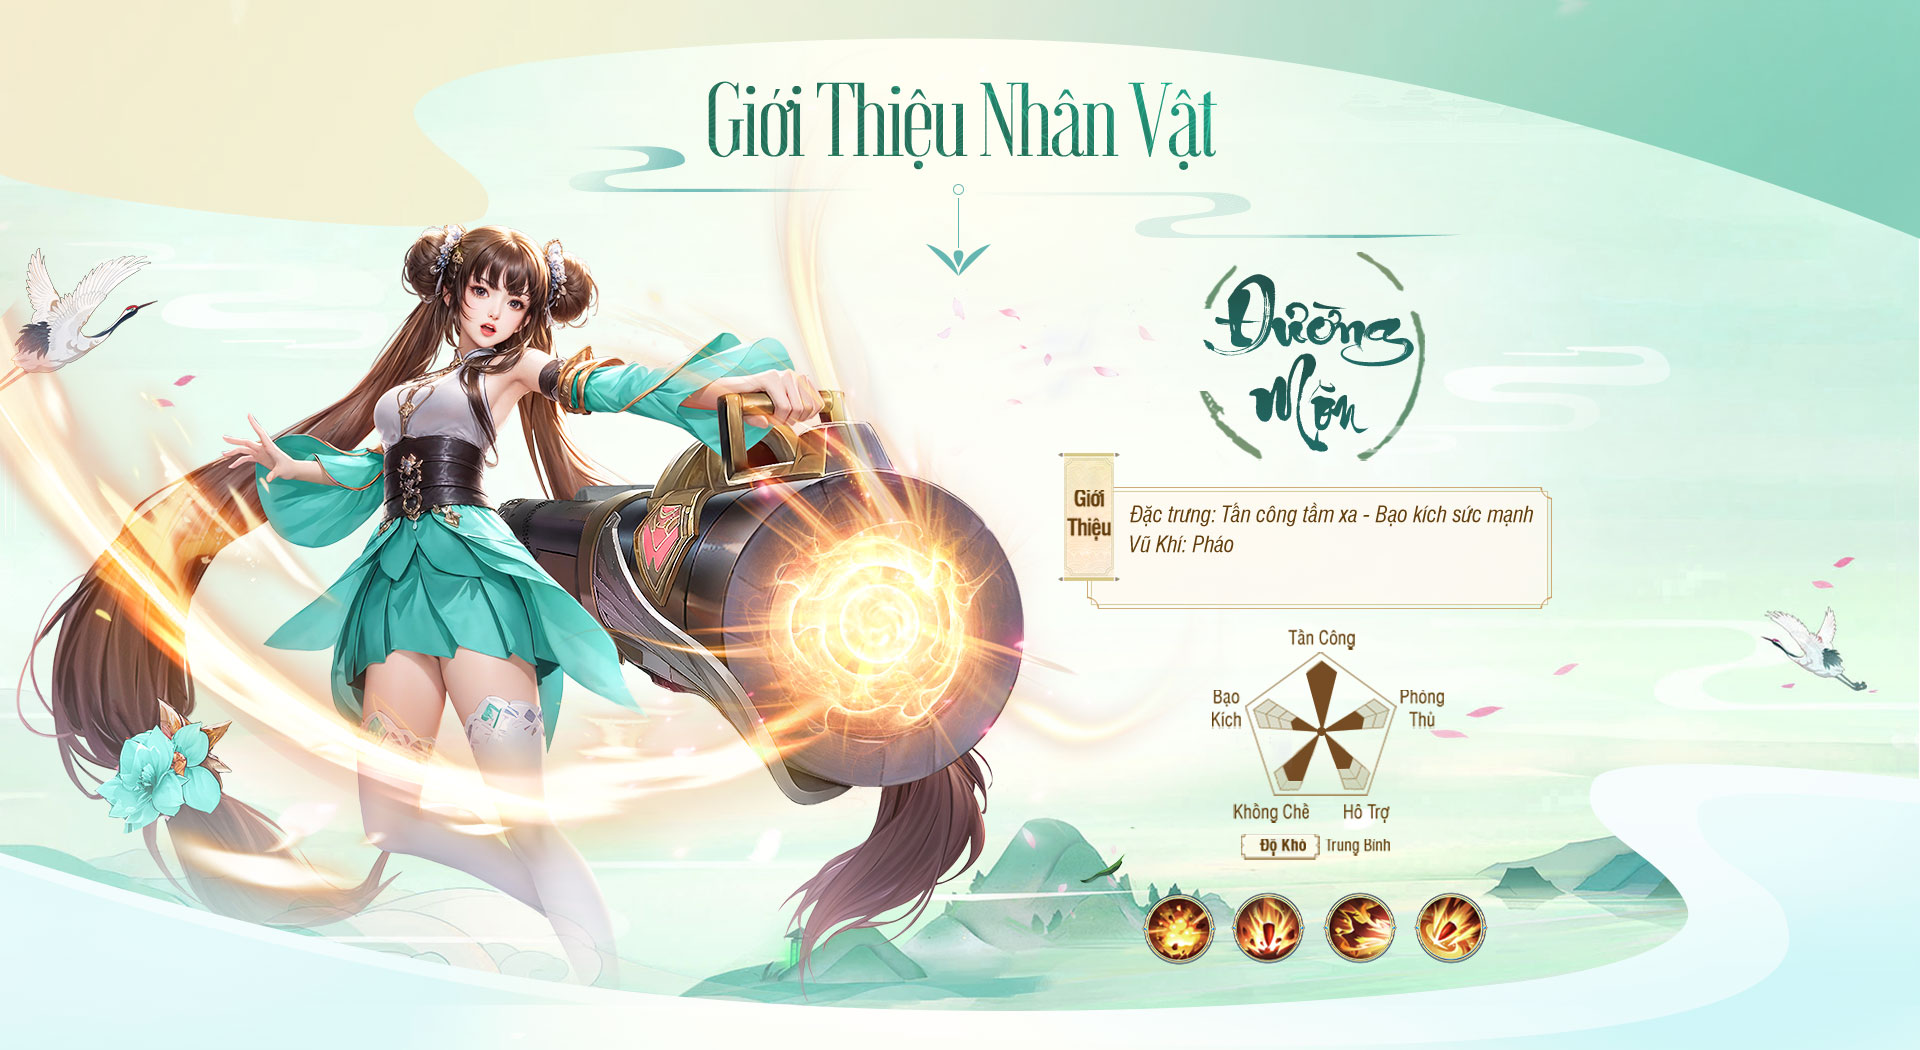 Giới Thiệu Nhân Vật
Đường
Môn
Giới
Thiệu
Đặc trưng: Tấn công tầm xa - Bạo kích sức mạnh
Vũ Khí: Pháo
Tấn Công
Bạo
Kích
Phòng
Thủ
Khống Chế
Hỗ Trợ
Độ Khó
Trung Bình